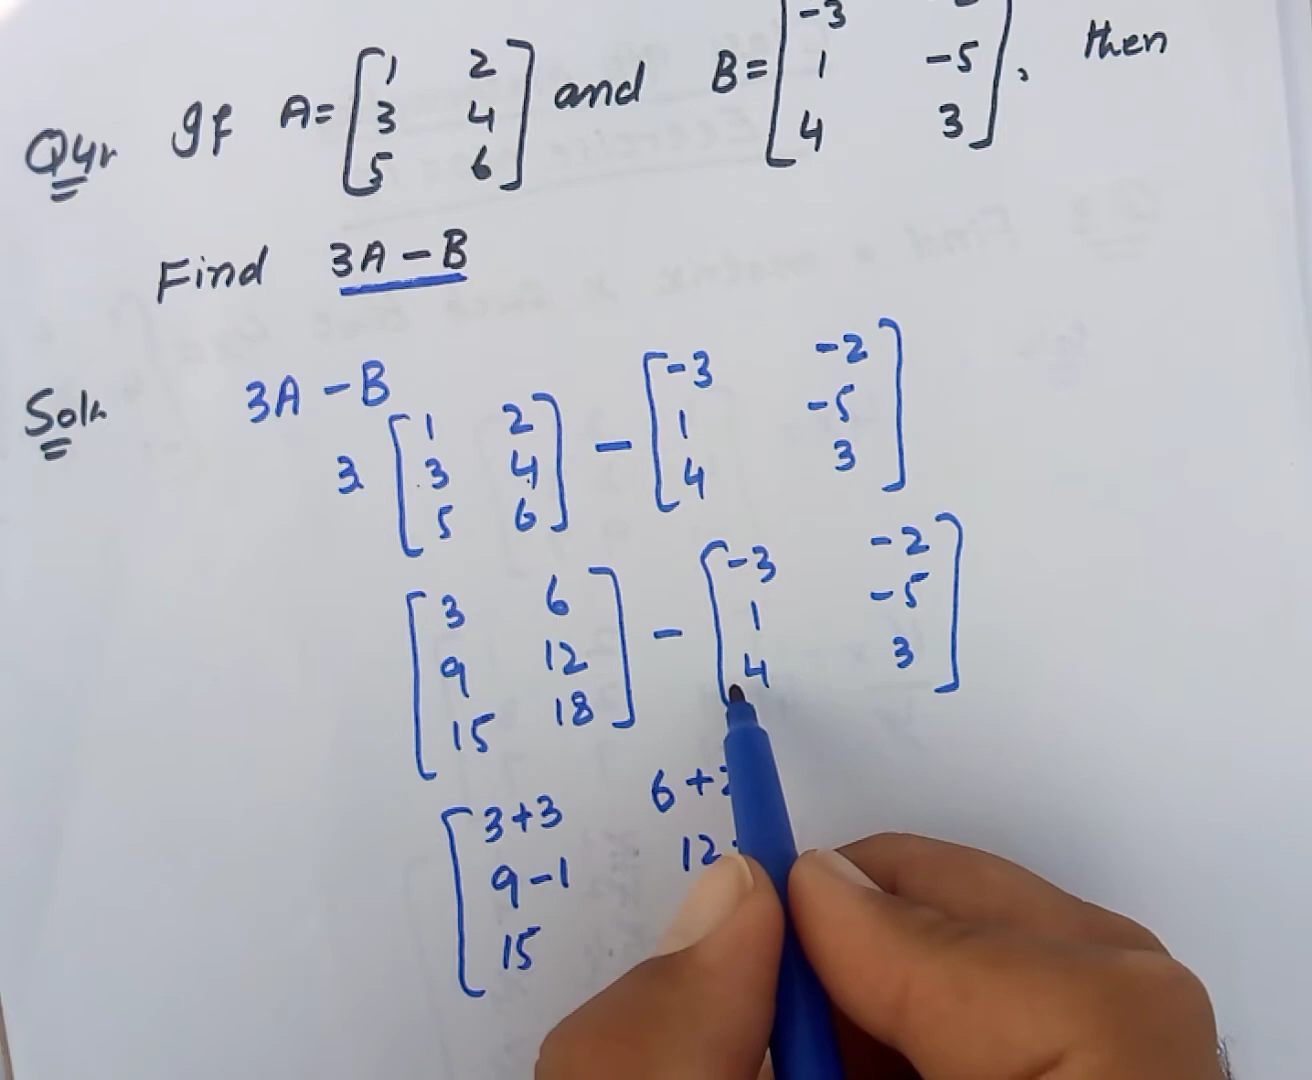 Q4r If A= [1 2 and B= [-3 , then
3 4 1 -5
5 6] 4 3]
Find 3A-B
Soln 3A-B
3 [1 2 - [-3 -2
3 4 1 -5
5 6] 4 3]
[3 6 - [-3 -2
9 12 1 -5
15 18] 4 3]
[3+3 6+
9-1 12
15